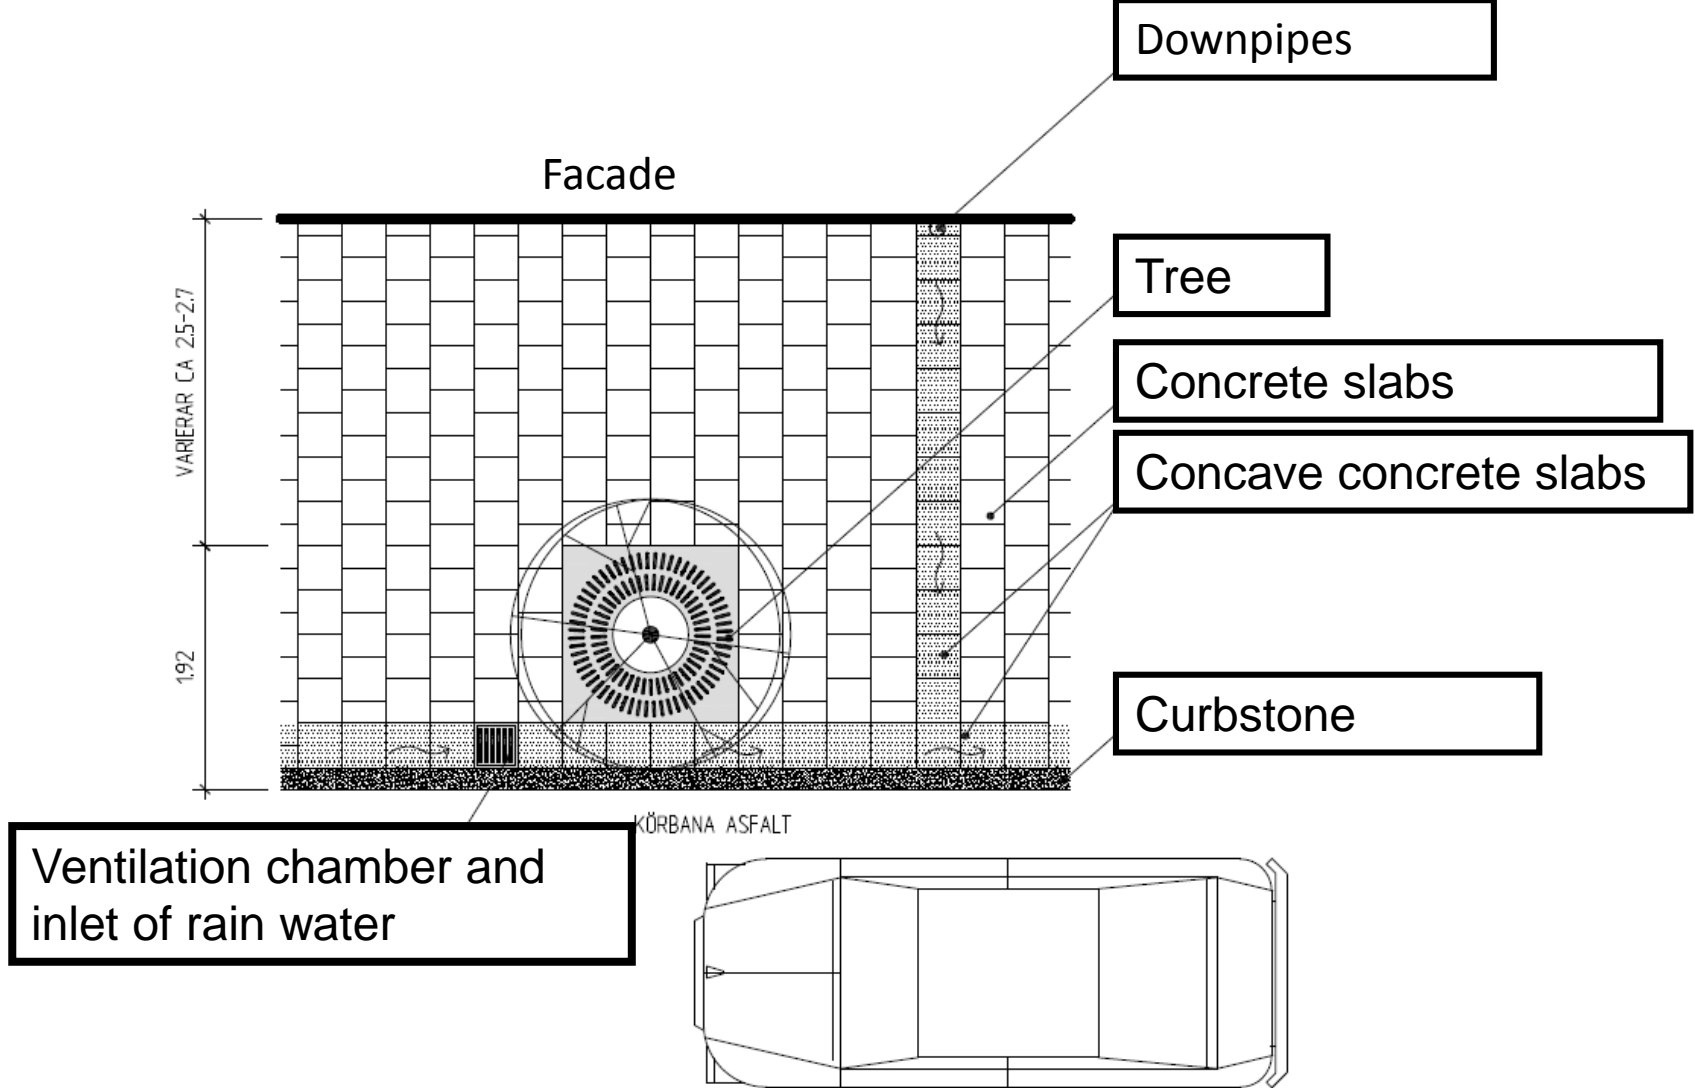 Downpipes
Facade
Tree
Concrete slabs
Concave concrete slabs
Curbstone
VARIERAR CA 2.5-2.7
1.92
KÖRBANA ASFALT
Ventilation chamber and
inlet of rain water